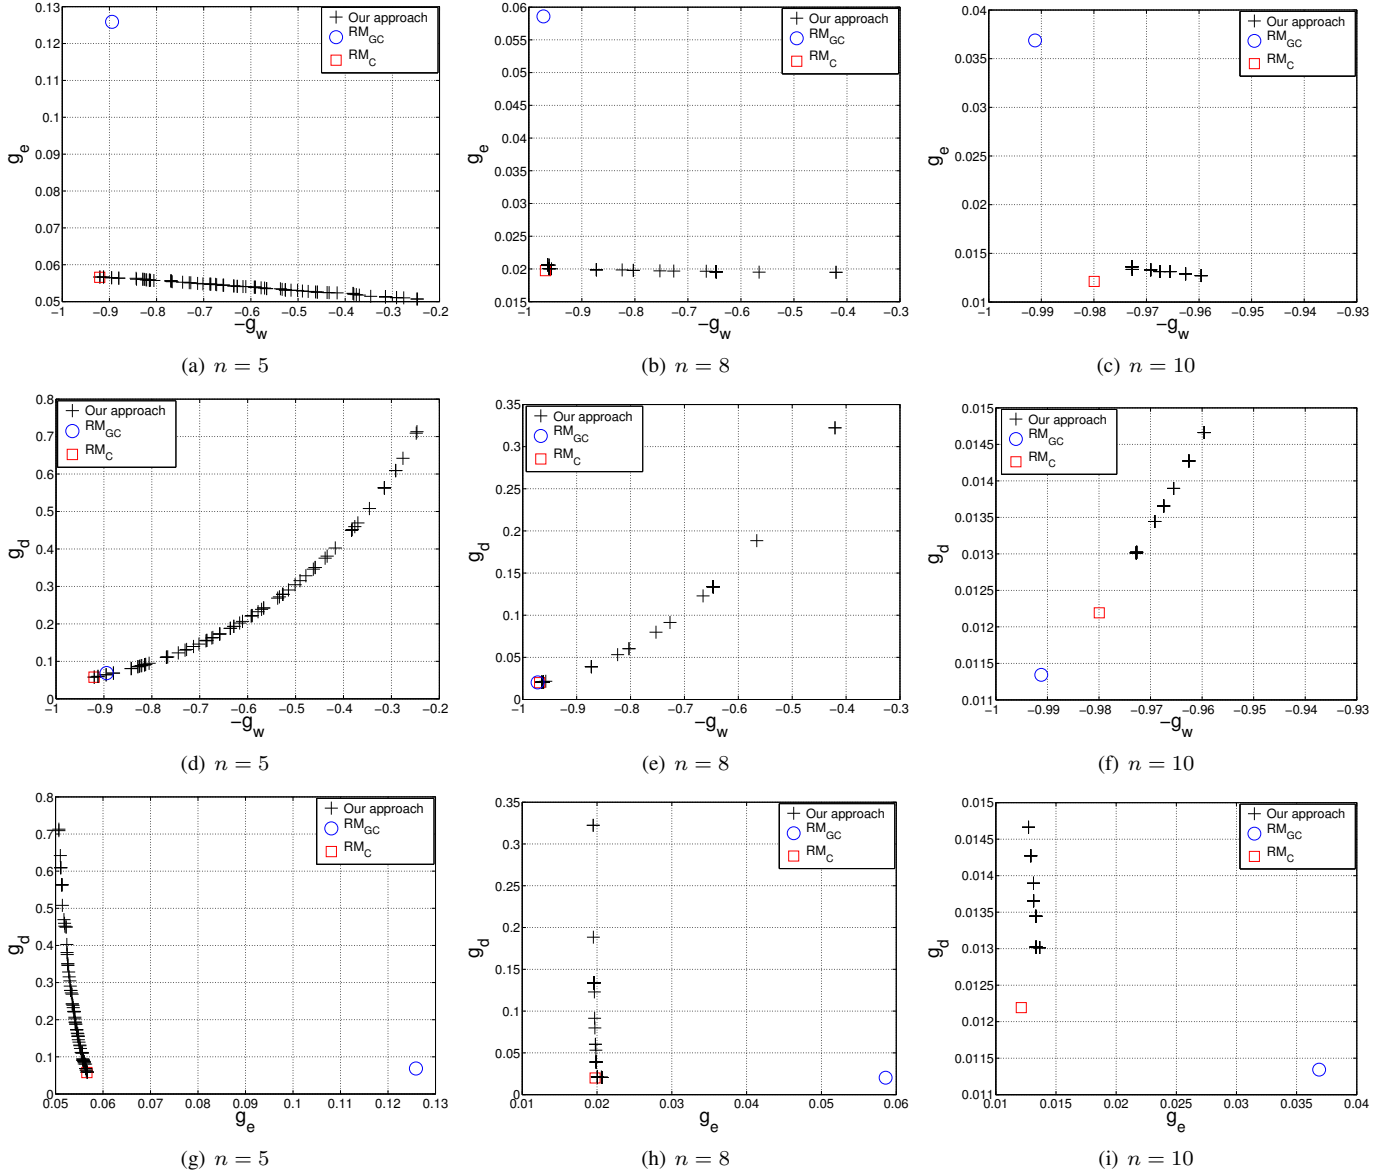 0.13
0.12
0.11
0.1
0.09
0.08
0.07
0.06
0.05
g_e
−1 −0.9 −0.8 −0.7 −0.6 −0.5 −0.4 −0.3 −0.2
−g_w
Our approach
RM_GC
RM_C
(a) n = 5
0.06
0.055
0.05
0.045
0.04
0.035
0.03
0.025
0.02
0.015
g_e
−1 −0.9 −0.8 −0.7 −0.6 −0.5 −0.4 −0.3
−g_w
Our approach
RM_GC
RM_C
(b) n = 8
0.04
0.035
0.03
0.025
0.02
0.015
0.01
g_e
−1 −0.99 −0.98 −0.97 −0.96 −0.95 −0.94 −0.93
−g_w
Our approach
RM_GC
RM_C
(c) n = 10
0.8
0.7
0.6
0.5
0.4
0.3
0.2
0.1
0
g_d
−1 −0.9 −0.8 −0.7 −0.6 −0.5 −0.4 −0.3 −0.2
−g_w
Our approach
RM_GC
RM_C
(d) n = 5
0.35
0.3
0.25
0.2
0.15
0.1
0.05
0
g_d
−1 −0.9 −0.8 −0.7 −0.6 −0.5 −0.4 −0.3
−g_w
Our approach
RM_GC
RM_C
(e) n = 8
0.015
0.0145
0.014
0.0135
0.013
0.0125
0.012
0.0115
0.011
g_d
−1 −0.99 −0.98 −0.97 −0.96 −0.95 −0.94 −0.93
−g_w
Our approach
RM_GC
RM_C
(f) n = 10
0.8
0.7
0.6
0.5
0.4
0.3
0.2
0.1
0
g_d
0.05 0.06 0.07 0.08 0.09 0.1 0.11 0.12 0.13
g_e
Our approach
RM_GC
RM_C
(g) n = 5
0.35
0.3
0.25
0.2
0.15
0.1
0.05
0
g_d
0.01 0.02 0.03 0.04 0.05 0.06
g_e
Our approach
RM_GC
RM_C
(h) n = 8
0.015
0.0145
0.014
0.0135
0.013
0.0125
0.012
0.0115
0.011
g_d
0.01 0.015 0.02 0.025 0.03 0.035 0.04
g_e
Our approach
RM_GC
RM_C
(i) n = 10